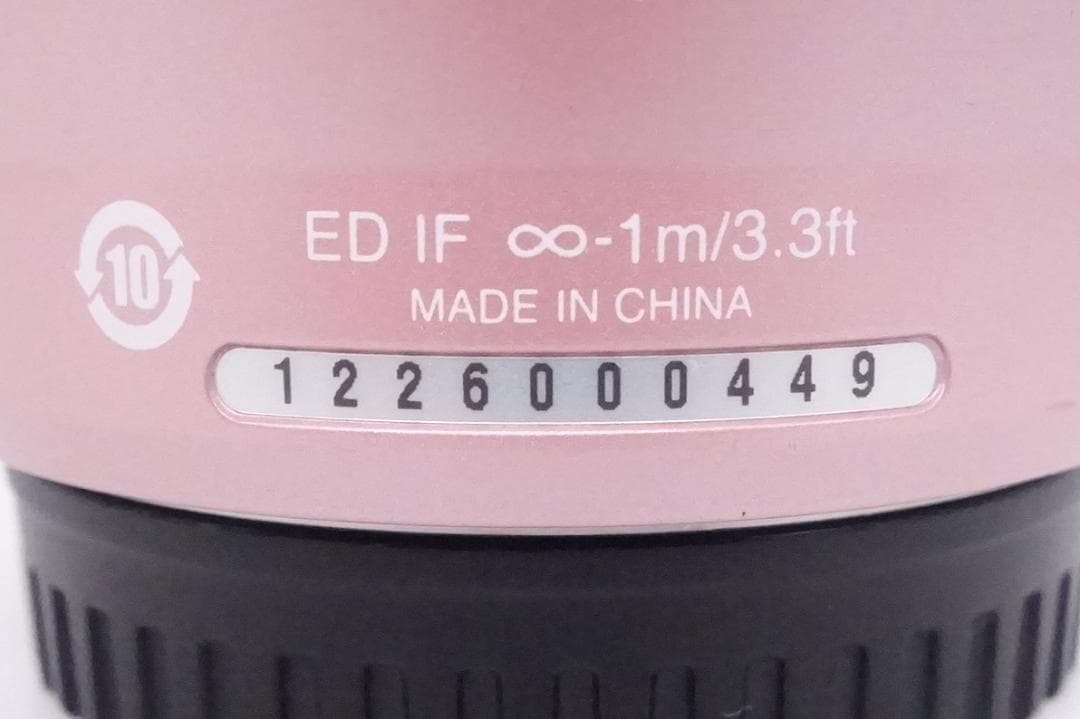 10
ED IF ∞-1m/3.3ft
MADE IN CHINA
1226000449